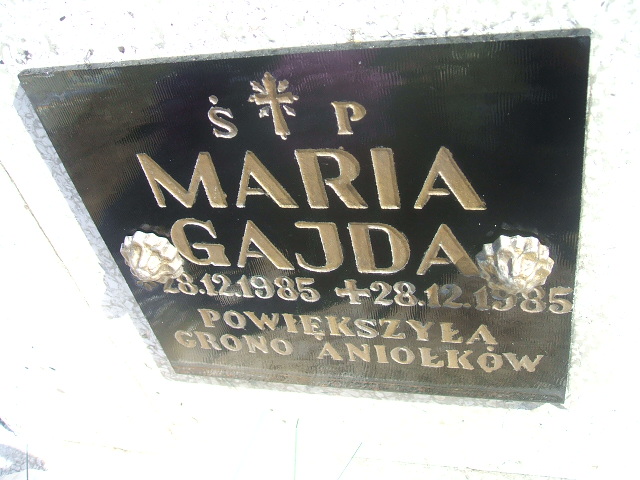 Ś P
MARIA
GAJDA
28.12.1985 +28.12.1985
POWIĘKSZYŁA
GRONO ANIOŁKÓW